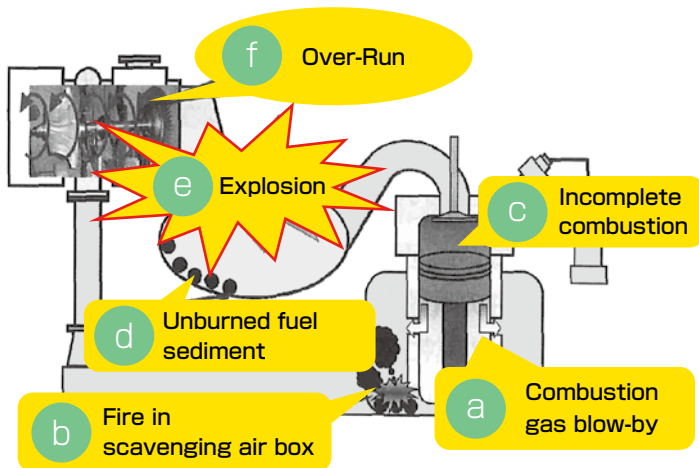 f Over-Run
e Explosion
c Incomplete
combustion
d Unburned fuel
sediment
a Combustion
gas blow-by
b Fire in
scavenging air box